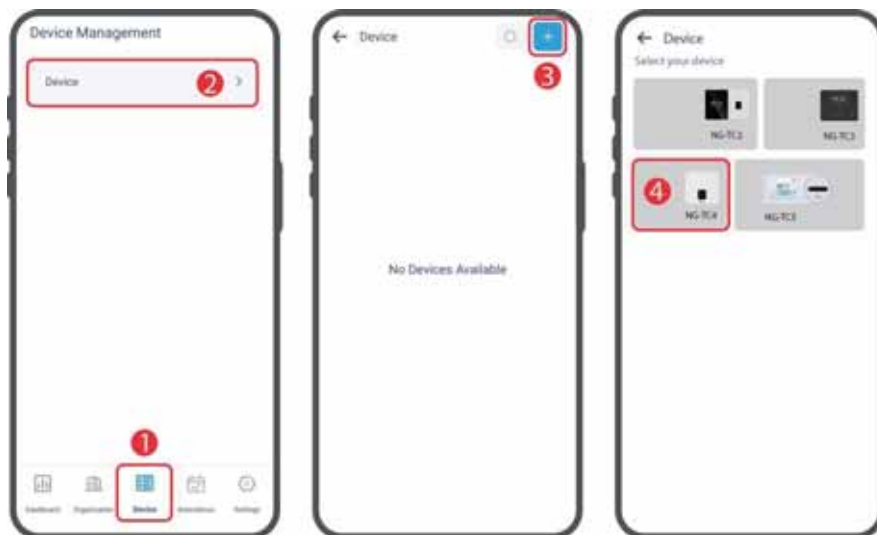 Device Management
Device
2
1
Dashboard
Organization
Device
Attendance
Settings
Device
3
No Devices Available
Device
Select your device
NG-TC2
NG-TC3
4
NG-TC4
NG-TC5